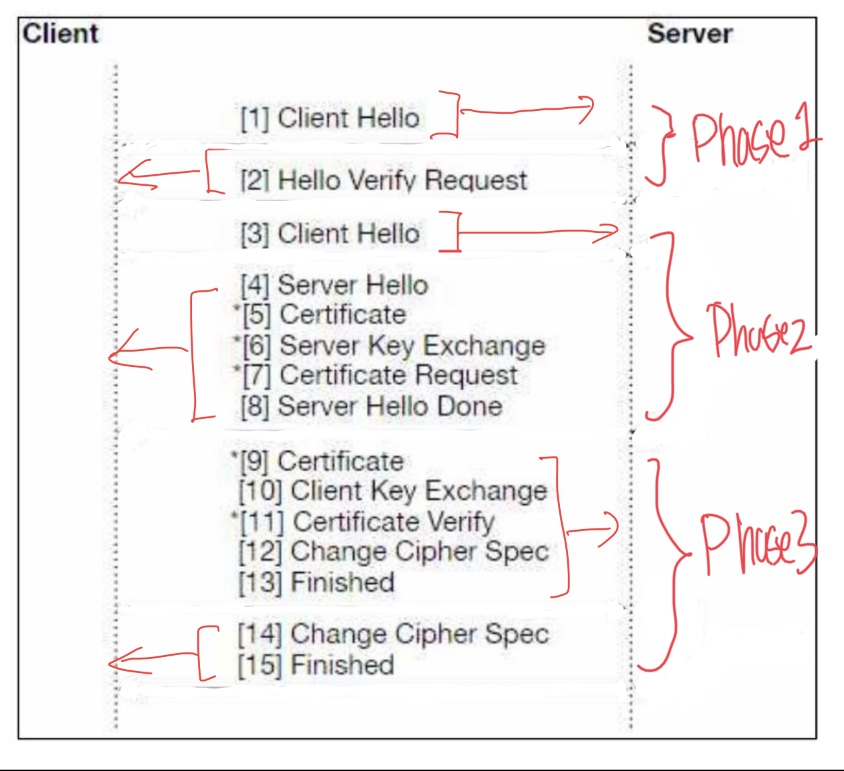 Client Server
[1] Client Hello
Phase 1
[2] Hello Verify Request
[3] Client Hello
[4] Server Hello
*[5] Certificate
Phase2
*[6] Server Key Exchange
*[7] Certificate Request
[8] Server Hello Done
*[9] Certificate
[10] Client Key Exchange
*[11] Certificate Verify
Phase3
[12] Change Cipher Spec
[13] Finished
[14] Change Cipher Spec
[15] Finished